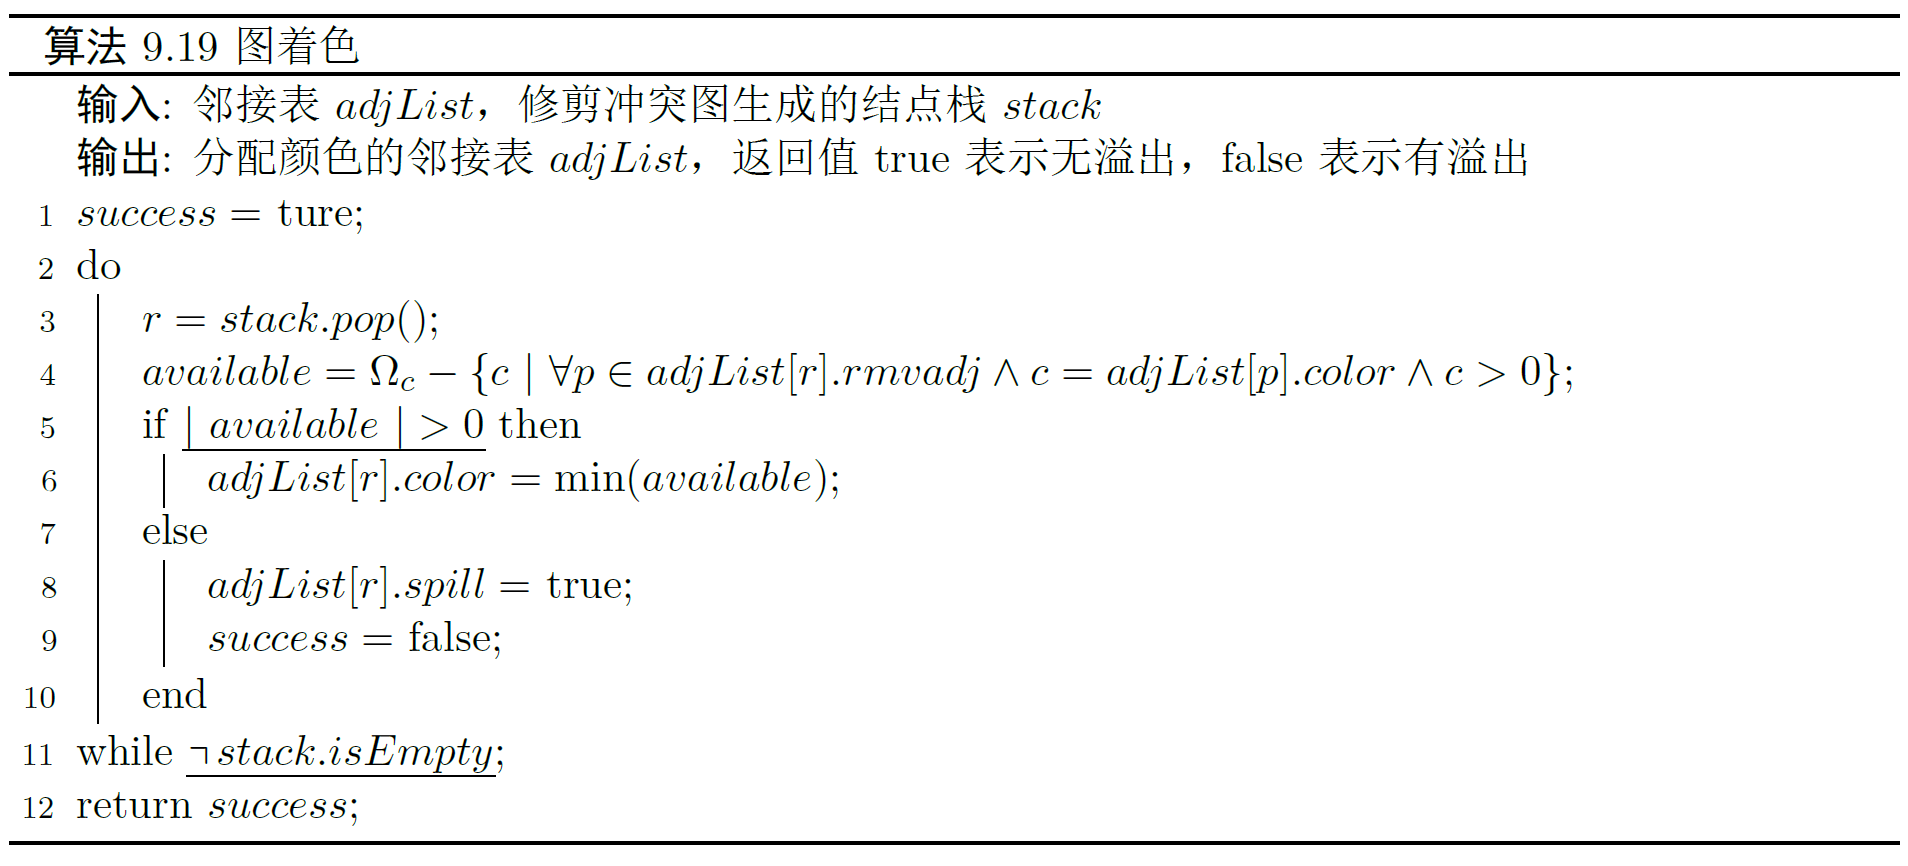 算法 9.19 图着色
输入: 邻接表 adjList，修剪冲突图生成的结点栈 stack
输出: 分配颜色的邻接表 adjList，返回值 true 表示无溢出，false 表示有溢出
1 success = ture;
2 do
3 r = stack.pop();
4 available = Ω_c − {c | ∀p ∈ adjList[r].rmvadj ∧ c = adjList[p].color ∧ c > 0};
5 if | available | > 0 then
6 adjList[r].color = min(available);
7 else
8 adjList[r].spill = true;
9 success = false;
10 end
11 while ¬ stack.isEmpty;
12 return success;